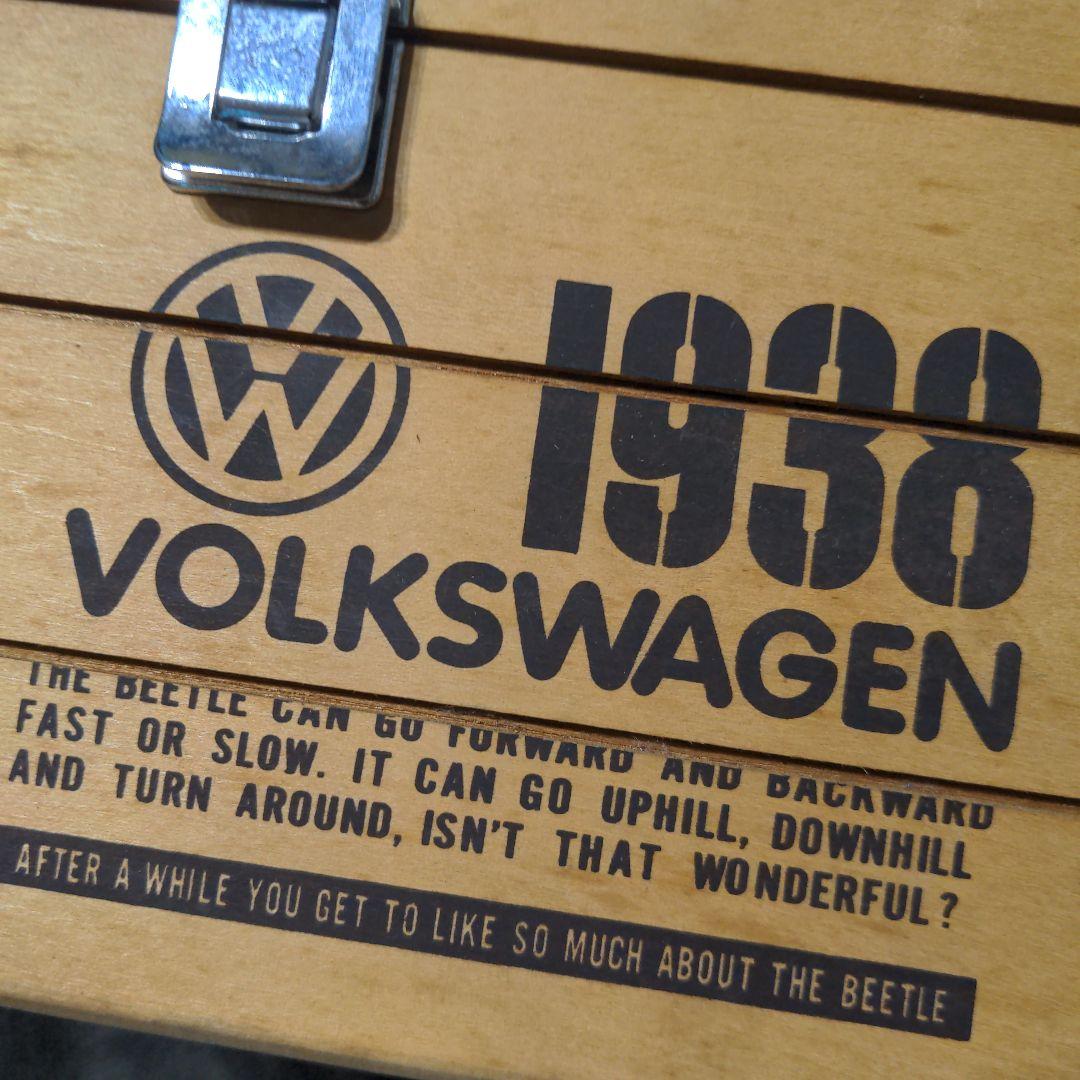 1938
VOLKSWAGEN
THE BEETLE CAN GO FORWARD AND BACKWARD
FAST OR SLOW. IT CAN GO UPHILL, DOWNHILL
AND TURN AROUND, ISN'T THAT WONDERFUL?
AFTER A WHILE YOU GET TO LIKE SO MUCH ABOUT THE BEETLE